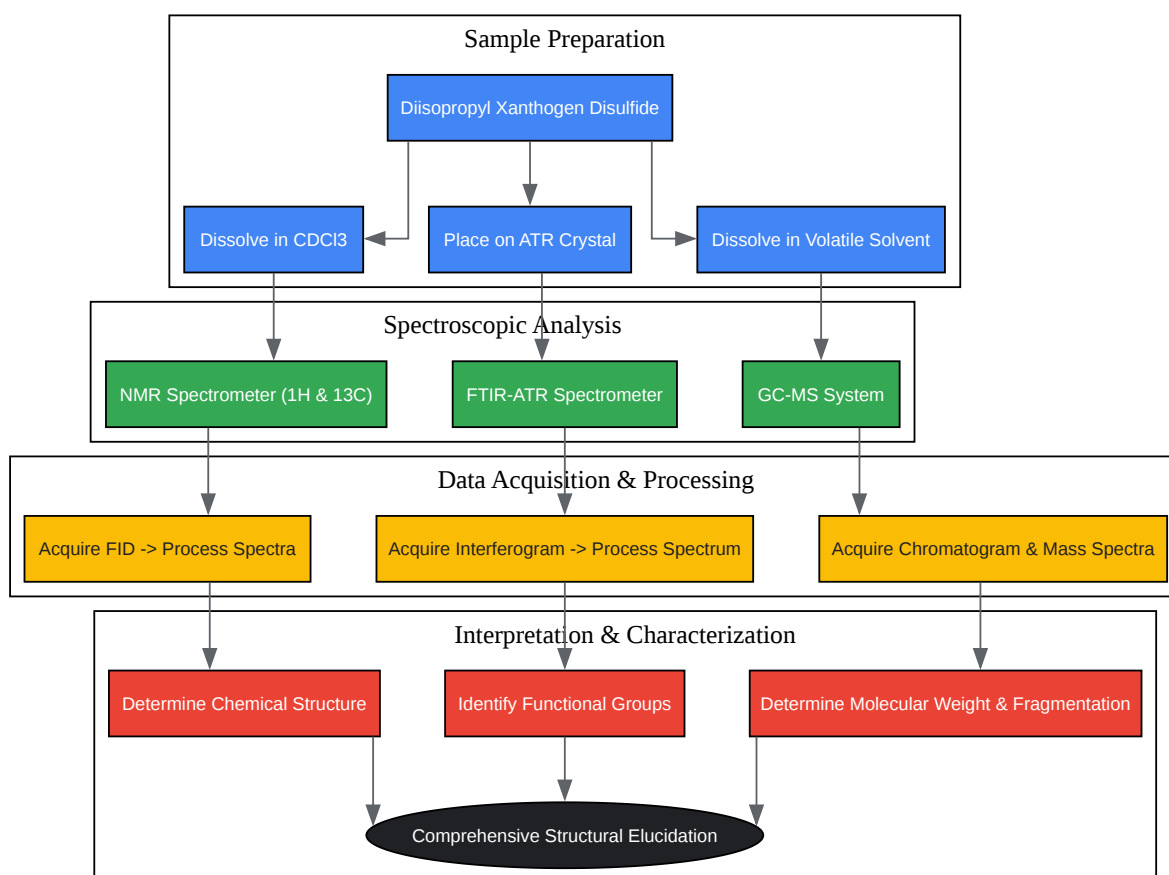 Sample Preparation
Diisopropyl Xanthogen Disulfide
Dissolve in CDCl3
Place on ATR Crystal
Dissolve in Volatile Solvent
Spectroscopic Analysis
NMR Spectrometer (1H & 13C)
FTIR-ATR Spectrometer
GC-MS System
Data Acquisition & Processing
Acquire FID -> Process Spectra
Acquire Interferogram -> Process Spectrum
Acquire Chromatogram & Mass Spectra
Interpretation & Characterization
Determine Chemical Structure
Identify Functional Groups
Determine Molecular Weight & Fragmentation
Comprehensive Structural Elucidation